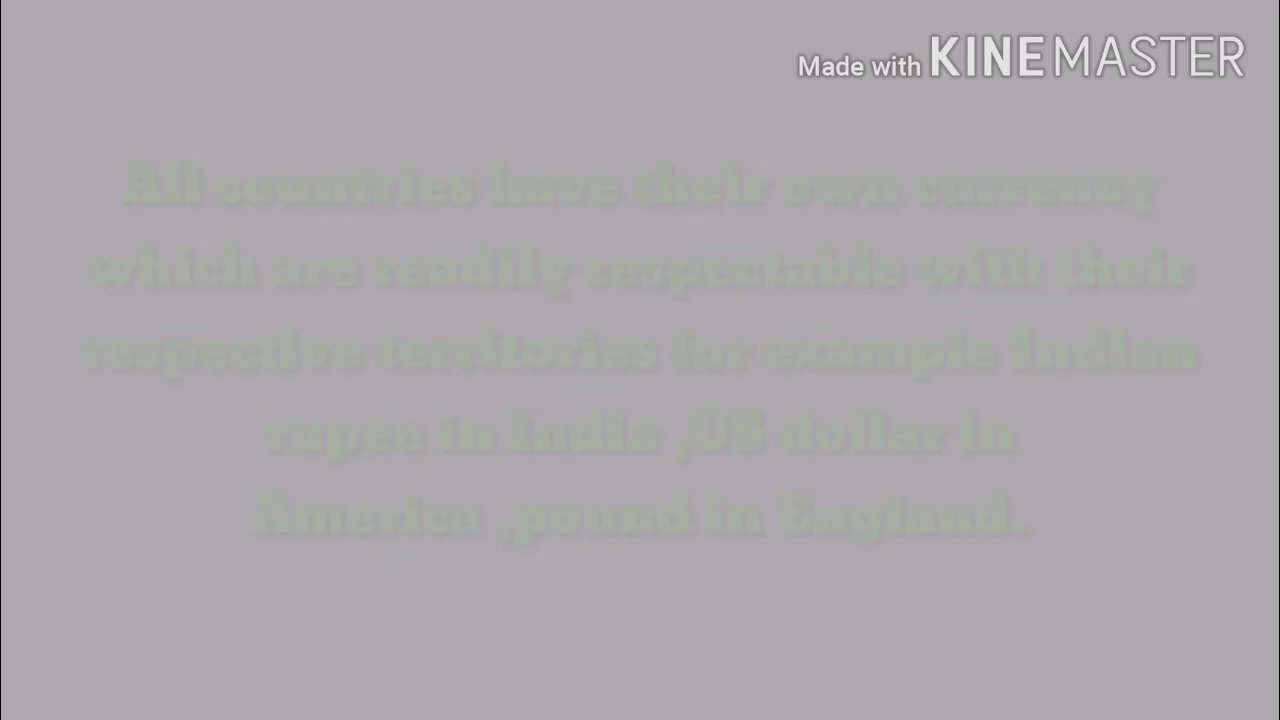 Made with KINEMASTER
All countries have their own currency
which are readily respectable with their
respective territories for example Indian
rupee in India ,US dollar in
America ,pound in England.